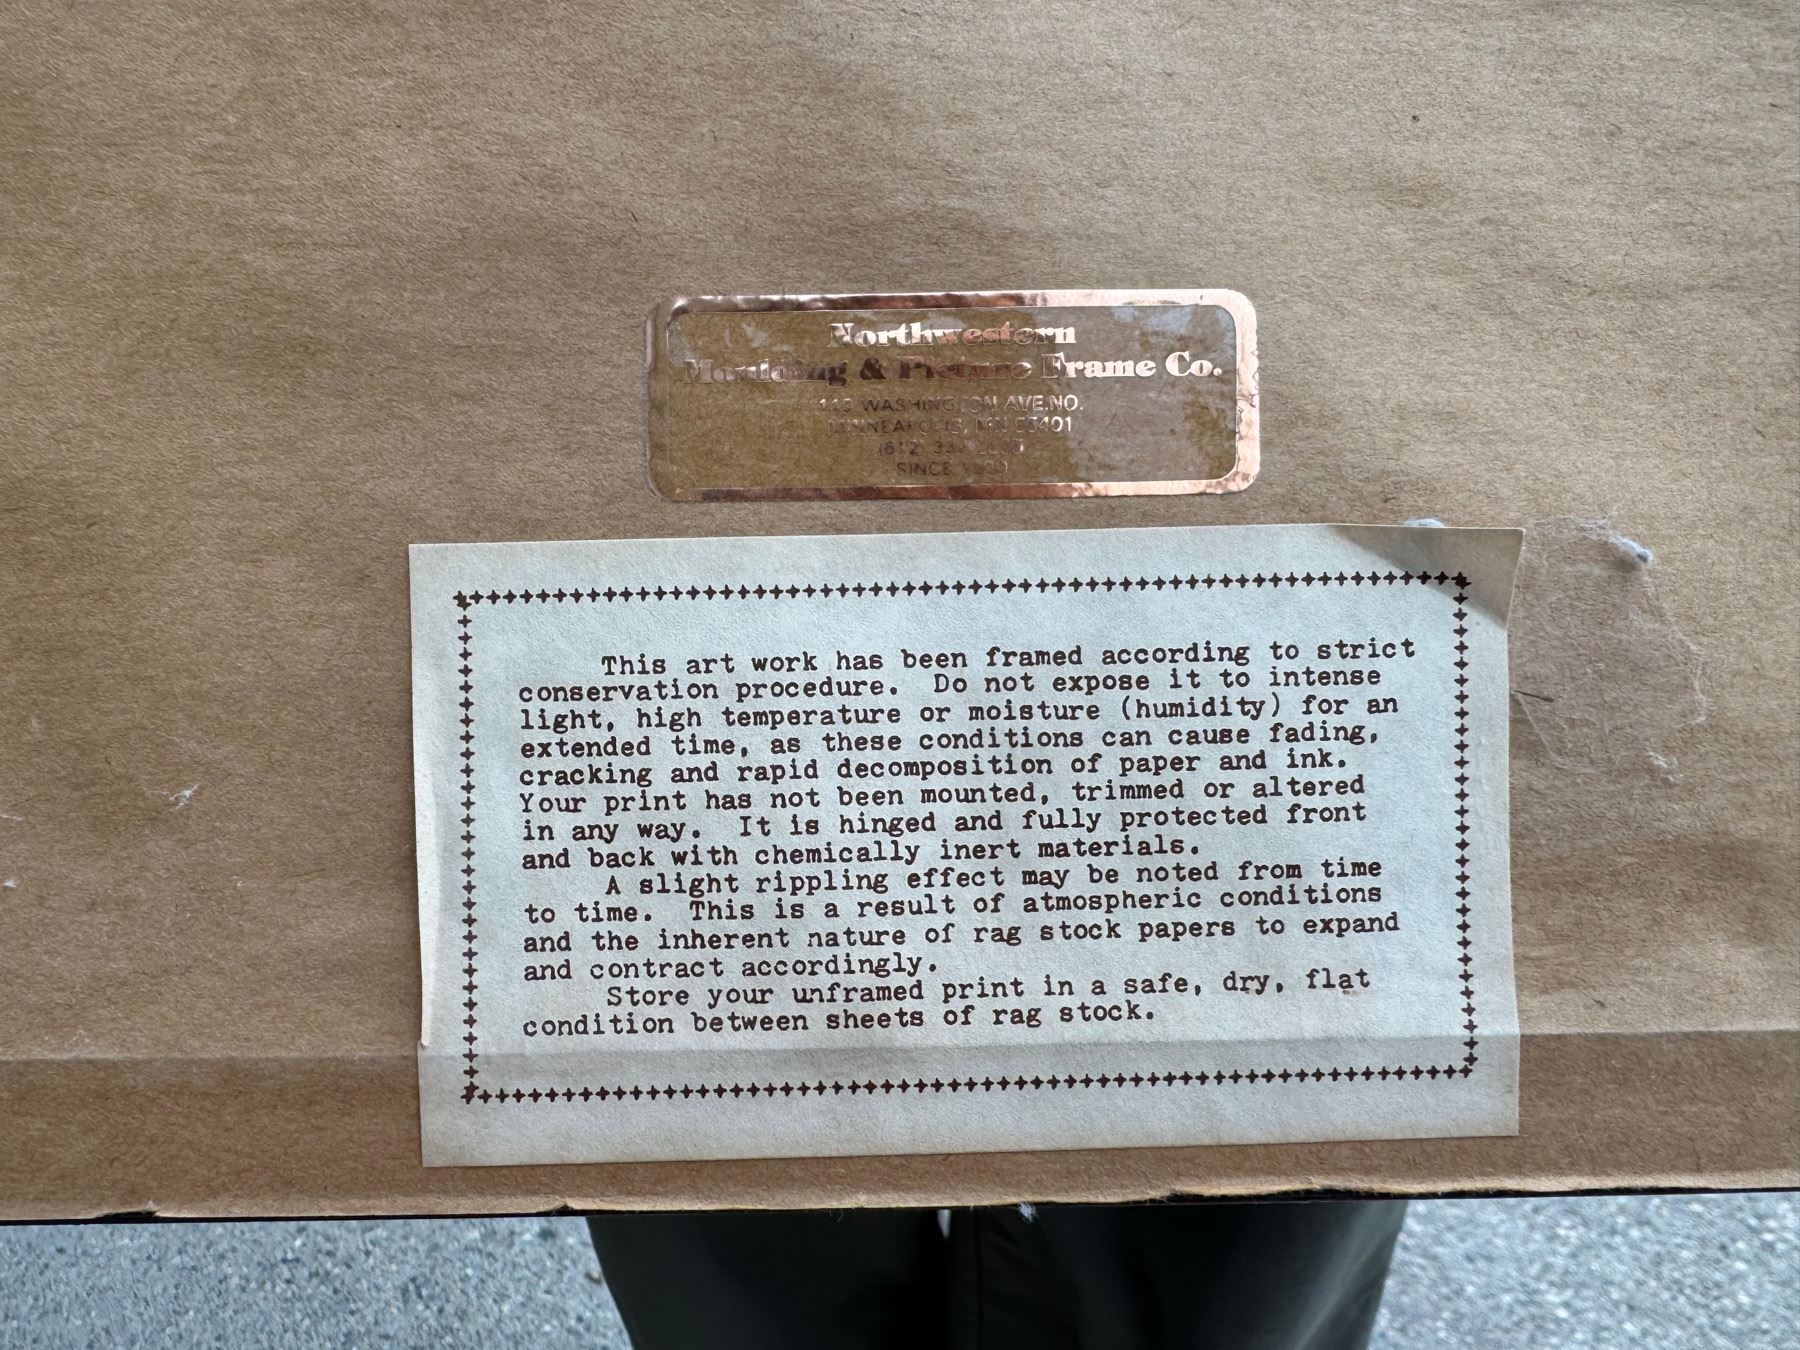 Northwestern
Moulding & Picture Frame Co.
WASHINGTON AVE.NO.
MINNEAPOLIS, MN 55401
(612)
SINCE
This art work has been framed according to strict
conservation procedure. Do not expose it to intense
light, high temperature or moisture (humidity) for an
extended time, as these conditions can cause fading,
cracking and rapid decomposition of paper and ink.
Your print has not been mounted, trimmed or altered
in any way. It is hinged and fully protected front
and back with chemically inert materials.
A slight rippling effect may be noted from time
to time. This is a result of atmospheric conditions
and the inherent nature of rag stock papers to expand
and contract accordingly.
Store your unframed print in a safe, dry, flat
condition between sheets of rag stock.